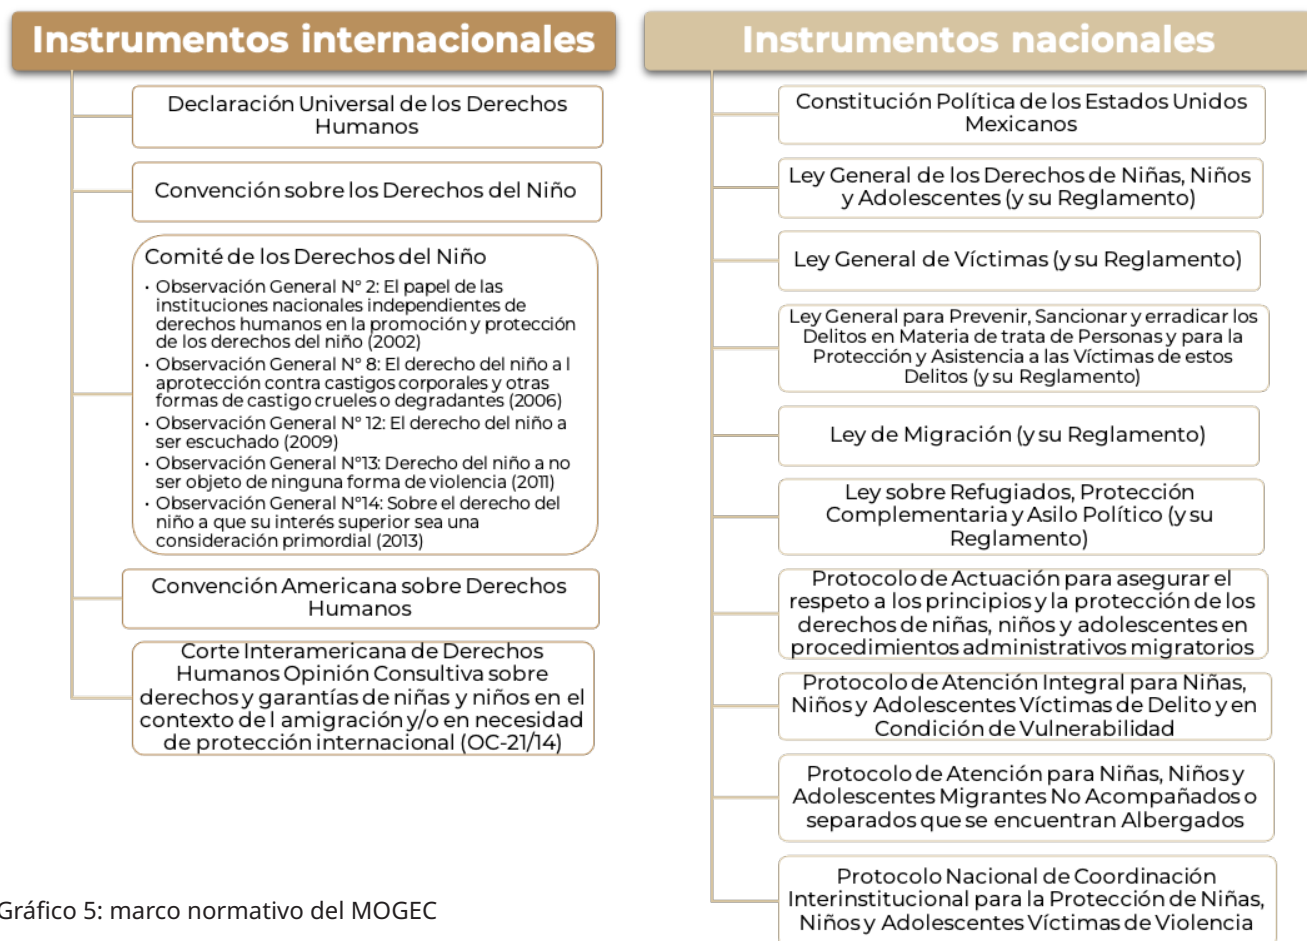 Instrumentos internacionales
Declaración Universal de los Derechos
Humanos
Convención sobre los Derechos del Niño
Comité de los Derechos del Niño
• Observación General N° 2: El papel de las
instituciones nacionales independientes de
derechos humanos en la promoción y protección
de los derechos del niño (2002)
• Observación General N° 8: El derecho del niño a l
aprotección contra castigos corporales y otras
formas de castigo crueles o degradantes (2006)
• Observación General N° 12: El derecho del niño a
ser escuchado (2009)
• Observación General N°13: Derecho del niño a no
ser objeto de ninguna forma de violencia (2011)
• Observación General N°14: Sobre el derecho del
niño a que su interés superior sea una
consideración primordial (2013)
Convención Americana sobre Derechos
Humanos
Corte Interamericana de Derechos
Humanos Opinión Consultiva sobre
derechos y garantías de niñas y niños en el
contexto de l amigración y/o en necesidad
de protección internacional (OC-21/14)
Instrumentos nacionales
Constitución Política de los Estados Unidos
Mexicanos
Ley General de los Derechos de Niñas, Niños
y Adolescentes (y su Reglamento)
Ley General de Víctimas (y su Reglamento)
Ley General para Prevenir, Sancionar y erradicar los
Delitos en Materia de trata de Personas y para la
Protección y Asistencia a las Víctimas de estos
Delitos (y su Reglamento)
Ley de Migración (y su Reglamento)
Ley sobre Refugiados, Protección
Complementaria y Asilo Político (y su
Reglamento)
Protocolo de Actuación para asegurar el
respeto a los principios y la protección de los
derechos de niñas, niños y adolescentes en
procedimientos administrativos migratorios
Protocolo de Atención Integral para Niñas,
Niños y Adolescentes Víctimas de Delito y en
Condición de Vulnerabilidad
Protocolo de Atención para Niñas, Niños y
Adolescentes Migrantes No Acompañados o
separados que se encuentran Albergados
Protocolo Nacional de Coordinación
Interinstitucional para la Protección de Niñas,
Niños y Adolescentes Víctimas de Violencia
Gráfico 5: marco normativo del MOGEC